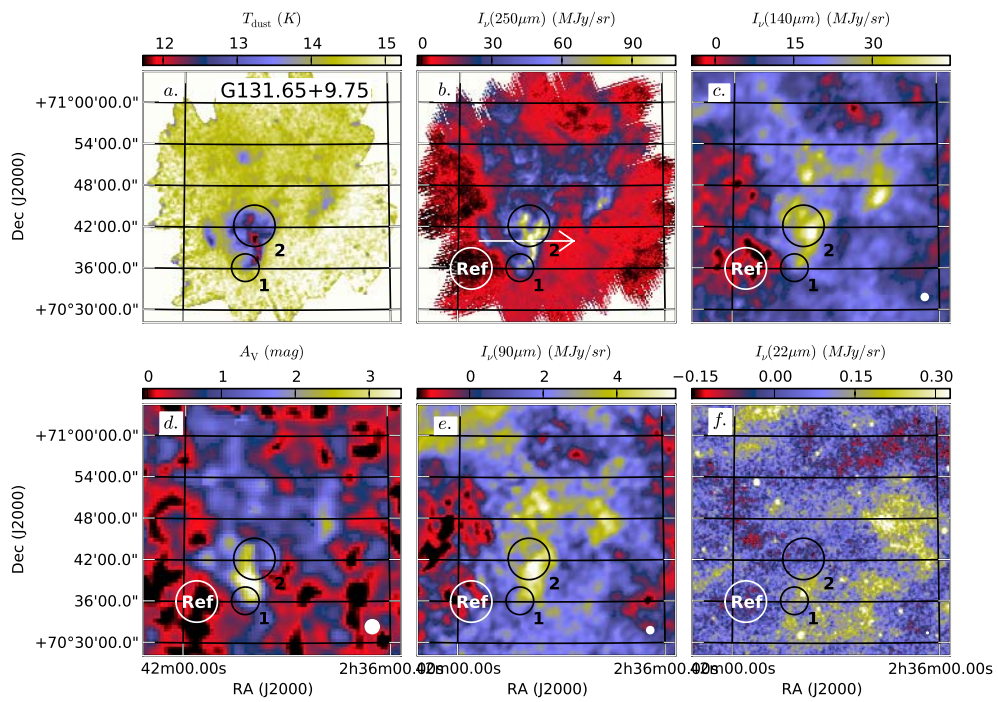 T_dust (K)
I_ν(250μm) (MJy/sr)
I_ν(140μm) (MJy/sr)
12 13 14 15
0 30 60 90
0 15 30
a. G131.65+9.75
b.
c.
+71°00'00.0"
54'00.0"
48'00.0"
42'00.0"
36'00.0"
+70°30'00.0"
Dec (J2000)
2
1
2
Ref
1
2
Ref
1
A_V (mag)
I_ν(90μm) (MJy/sr)
I_ν(22μm) (MJy/sr)
0 1 2 3
0 2 4
−0.15 0.00 0.15 0.30
d.
e.
f.
+71°00'00.0"
54'00.0"
48'00.0"
42'00.0"
36'00.0"
+70°30'00.0"
Dec (J2000)
2
Ref
1
2
Ref
1
2
Ref
1
42m00.00s 2h36m00.00s
42m00.00s 2h36m00.00s
42m00.00s 2h36m00.00s
RA (J2000)
RA (J2000)
RA (J2000)